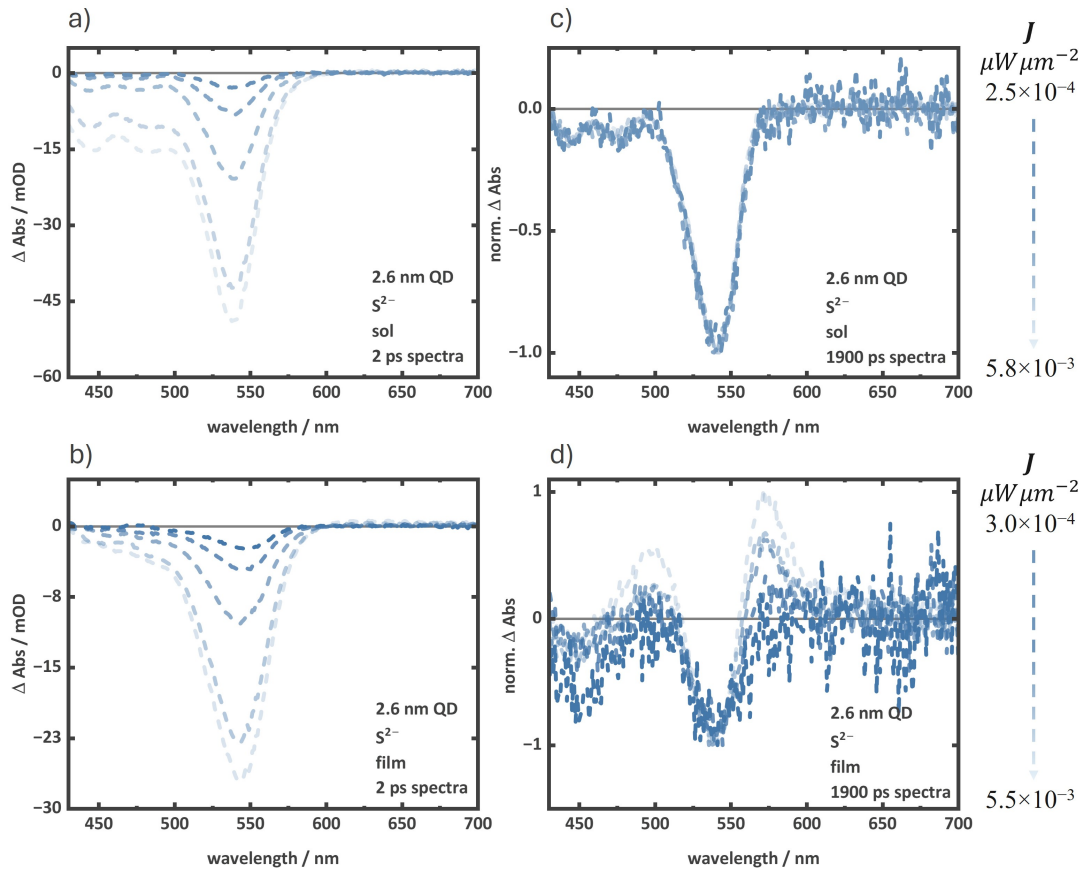 a)
0
−15
−30
−45
−60
Δ Abs / mOD
2.6 nm QD
S²⁻
sol
2 ps spectra
450 500 550 600 650 700
wavelength / nm
c)
0.0
−0.5
−1.0
norm. Δ Abs
2.6 nm QD
S²⁻
sol
1900 ps spectra
450 500 550 600 650 700
wavelength / nm
J
μW μm⁻²
2.5×10⁻⁴
5.8×10⁻³
b)
0
−8
−15
−23
−30
Δ Abs / mOD
2.6 nm QD
S²⁻
film
2 ps spectra
450 500 550 600 650 700
wavelength / nm
d)
1
0
−1
norm. Δ Abs
2.6 nm QD
S²⁻
film
1900 ps spectra
450 500 550 600 650 700
wavelength / nm
J
μW μm⁻²
3.0×10⁻⁴
5.5×10⁻³